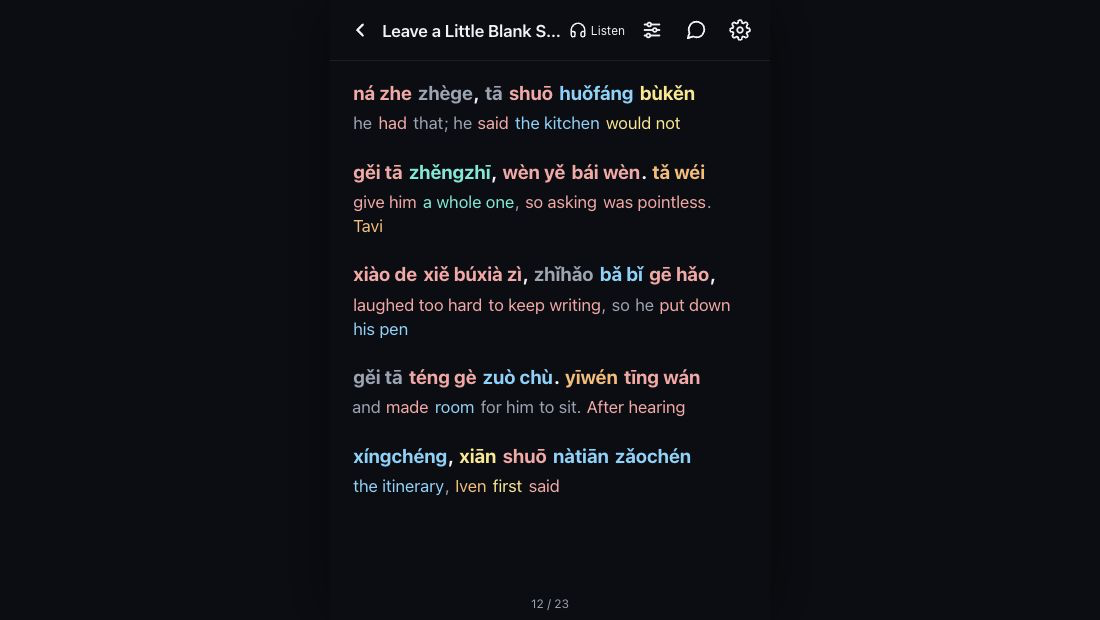 Leave a Little Blank S...
Listen
ná zhe zhège, tā shuō huǒfáng bùkěn
he had that; he said the kitchen would not
gěi tā zhěngzhī, wèn yě bái wèn. tǎ wéi
give him a whole one, so asking was pointless.
Tavi
xiào de xiě búxià zì, zhǐhǎo bǎ bǐ gē hǎo,
laughed too hard to keep writing, so he put down
his pen
gěi tā téng gè zuò chù. yīwén tīng wán
and made room for him to sit. After hearing
xíngchéng, xiān shuō nàtiān zǎochén
the itinerary, Iven first said
12 / 23